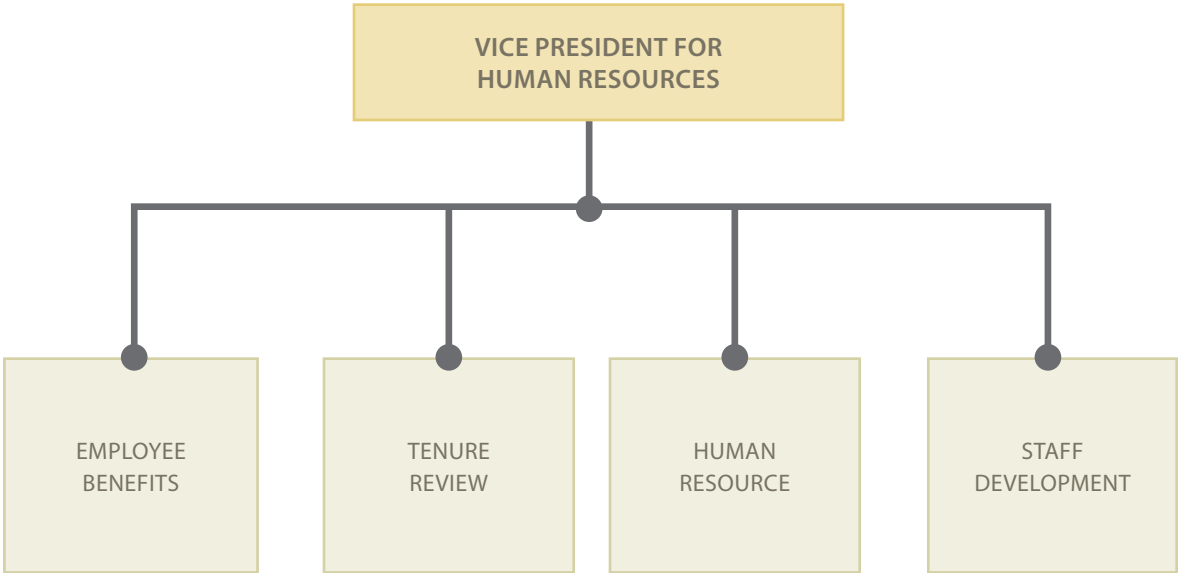 VICE PRESIDENT FOR
HUMAN RESOURCES
EMPLOYEE
BENEFITS
TENURE
REVIEW
HUMAN
RESOURCE
STAFF
DEVELOPMENT